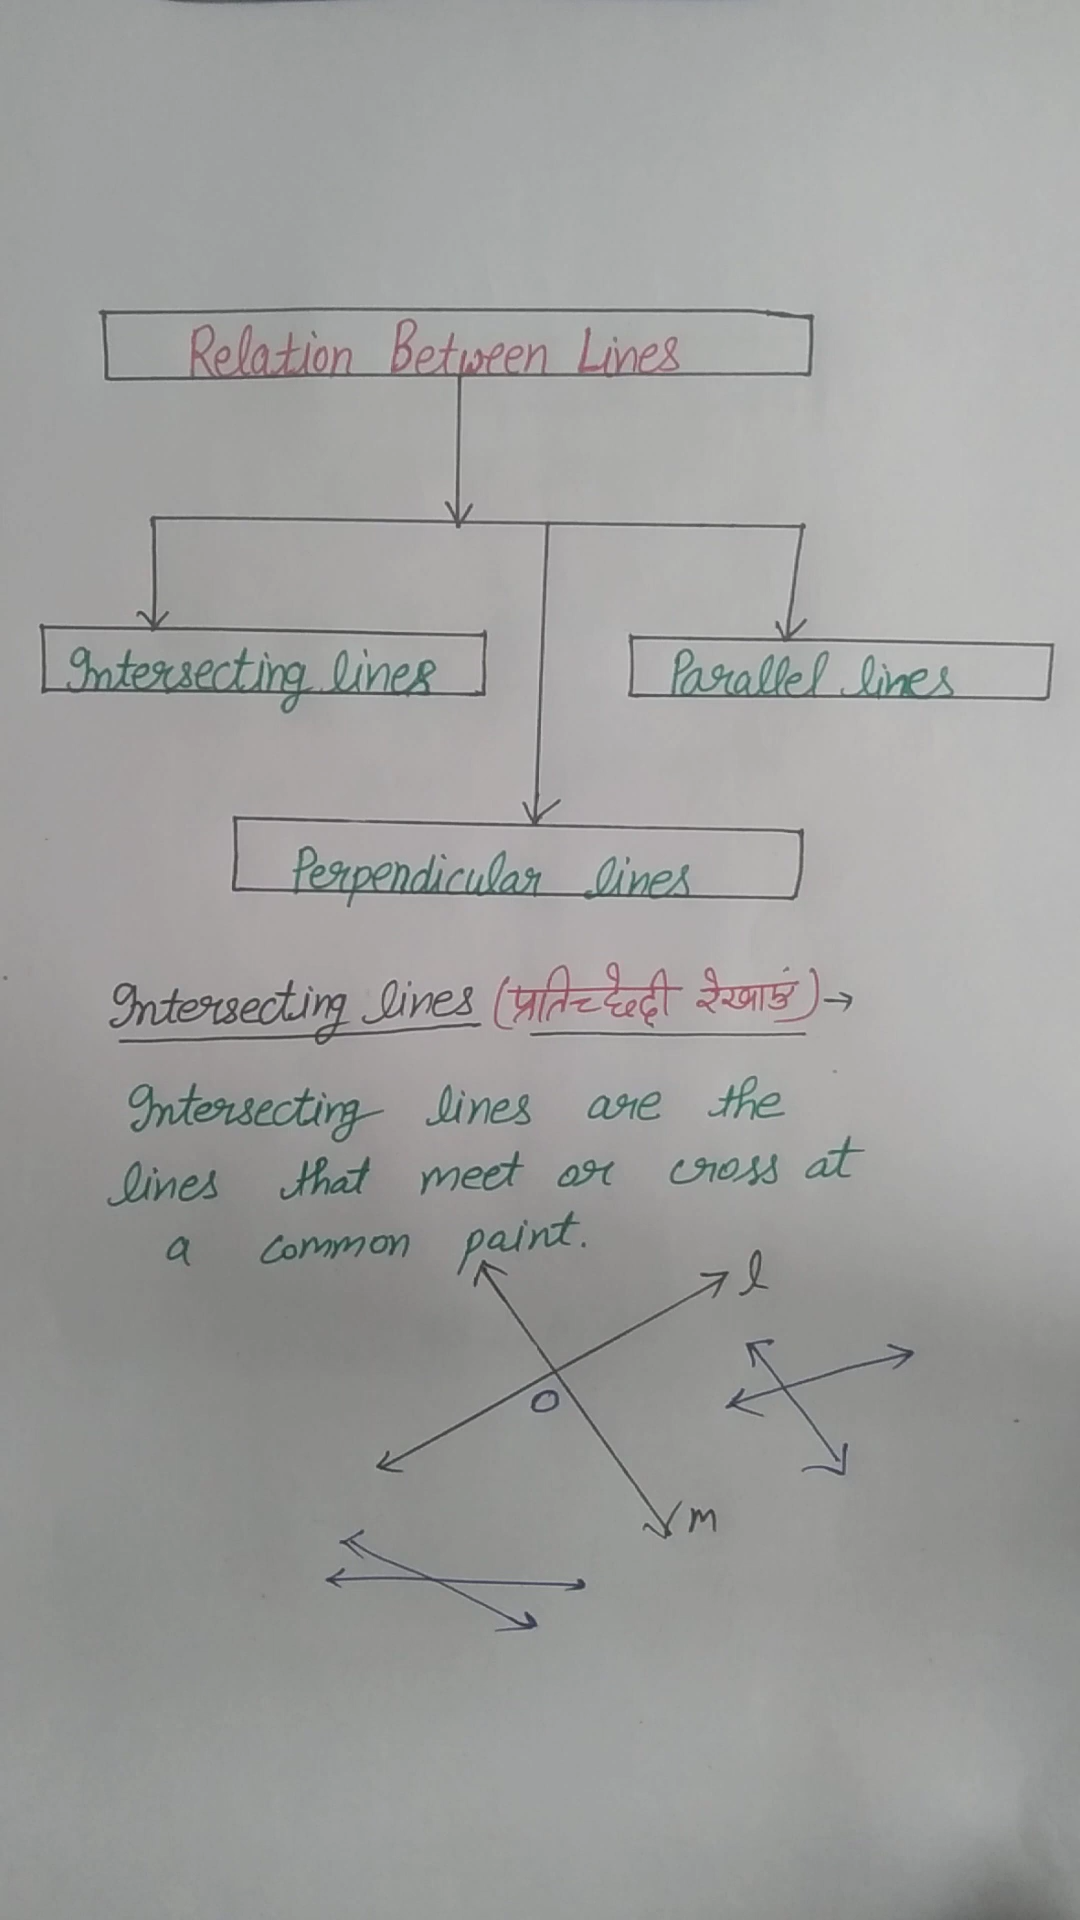 Relation Between Lines
Intersecting lines
Parallel lines
Perpendicular lines
Intersecting lines (प्रतिच्छेदी रेखाएं) →
Intersecting lines are the
lines that meet or cross at
a common paint.
l
O
m